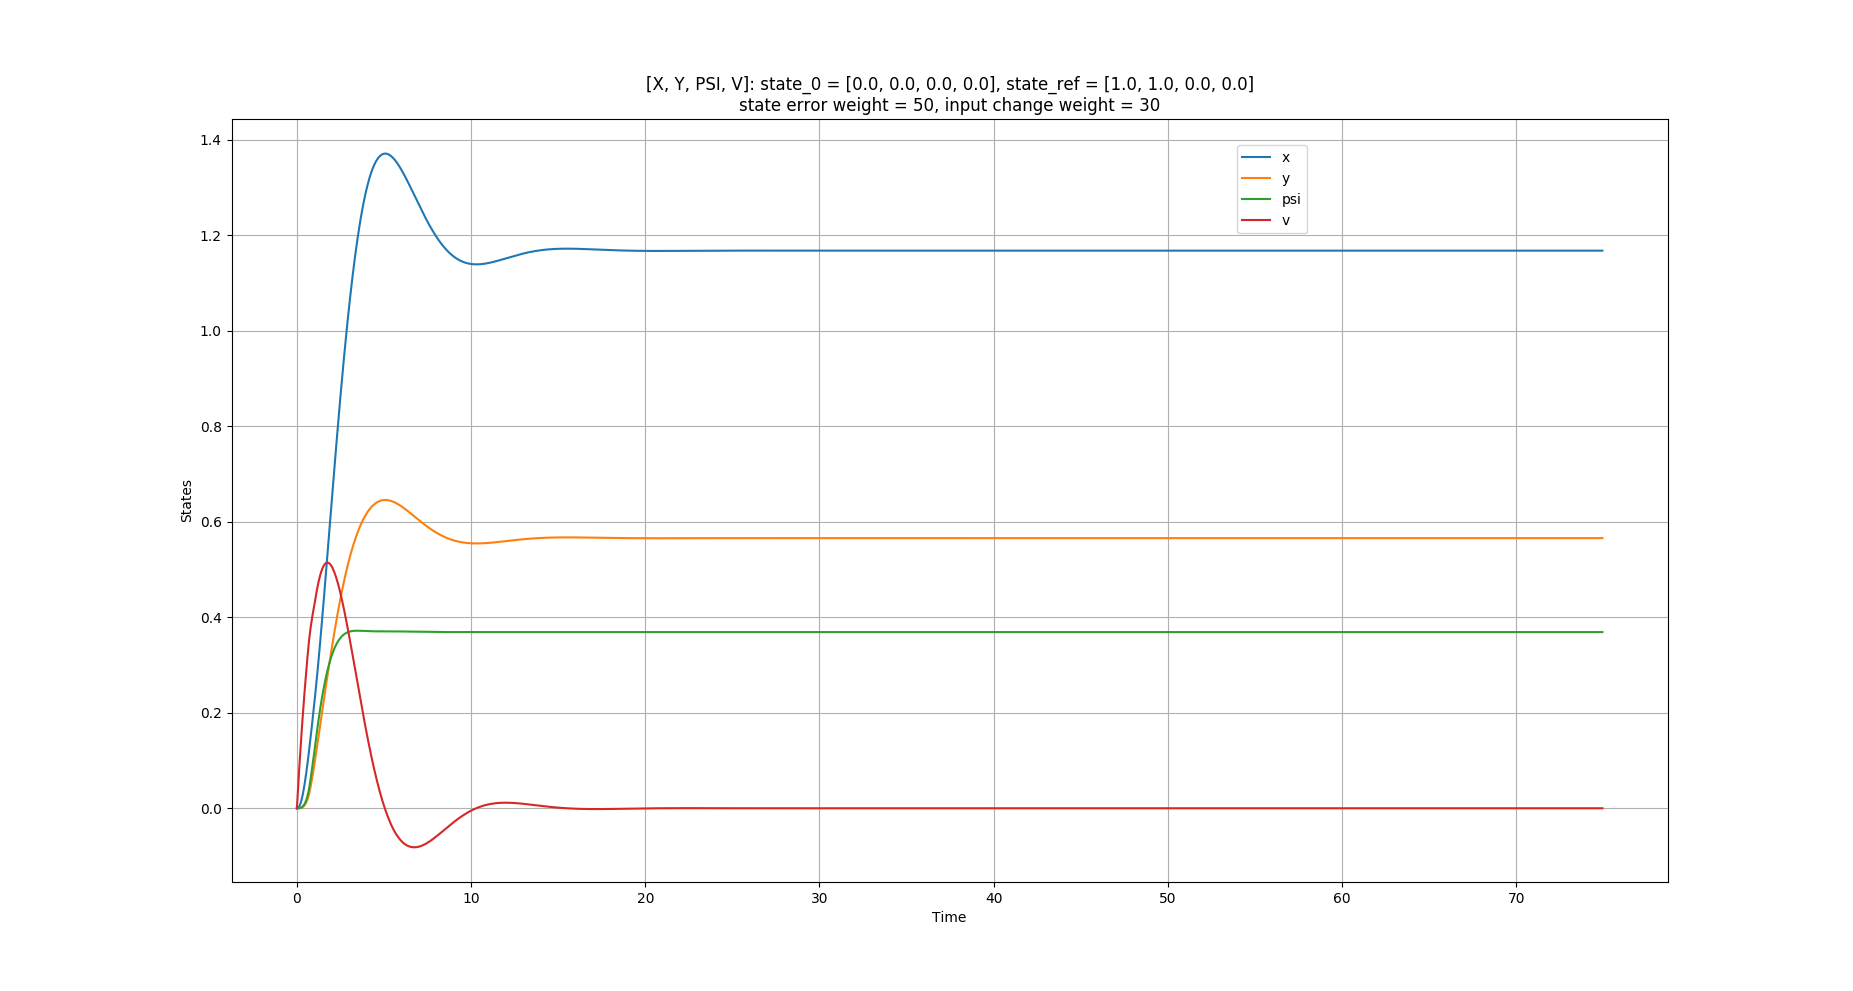 [X, Y, PSI, V]: state_0 = [0.0, 0.0, 0.0, 0.0], state_ref = [1.0, 1.0, 0.0, 0.0]
state error weight = 50, input change weight = 30
1.4
1.2
1.0
0.8
0.6
0.4
0.2
0.0
States
x
y
psi
v
0 10 20 30 40 50 60 70
Time